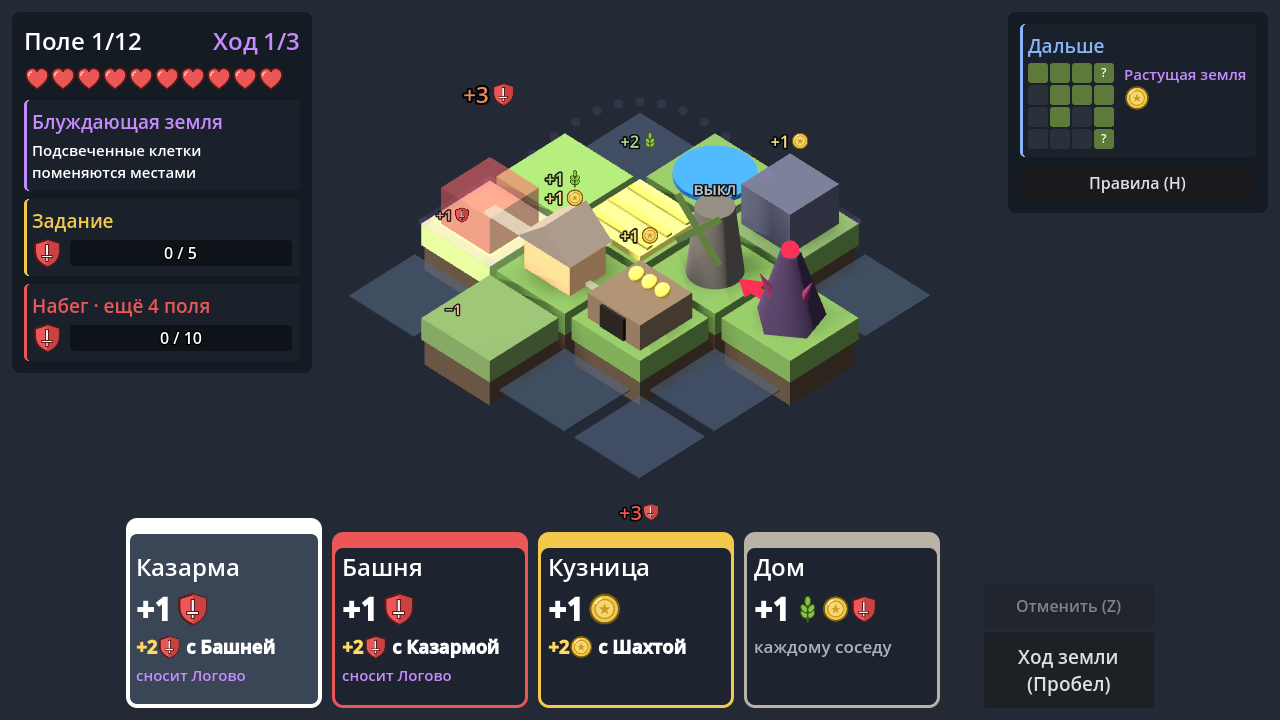 Поле 1/12
Ход 1/3
Блуждающая земля
Подсвеченные клетки
поменяются местами
Задание
0 / 5
Набег · ещё 4 поля
0 / 10
+3
+2
+1
+1
+1
ВЫКЛ
+1
+1
−1
Дальше
?
Растущая земля
?
Правила (H)
+3
Казарма
+1
+2 с Башней
сносит Логово
Башня
+1
+2 с Казармой
сносит Логово
Кузница
+1
+2 с Шахтой
Дом
+1
каждому соседу
Отменить (Z)
Ход земли
(Пробел)